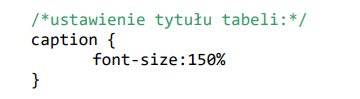 /*ustawienie tytułu tabeli:*/
caption {
font-size:150%
}